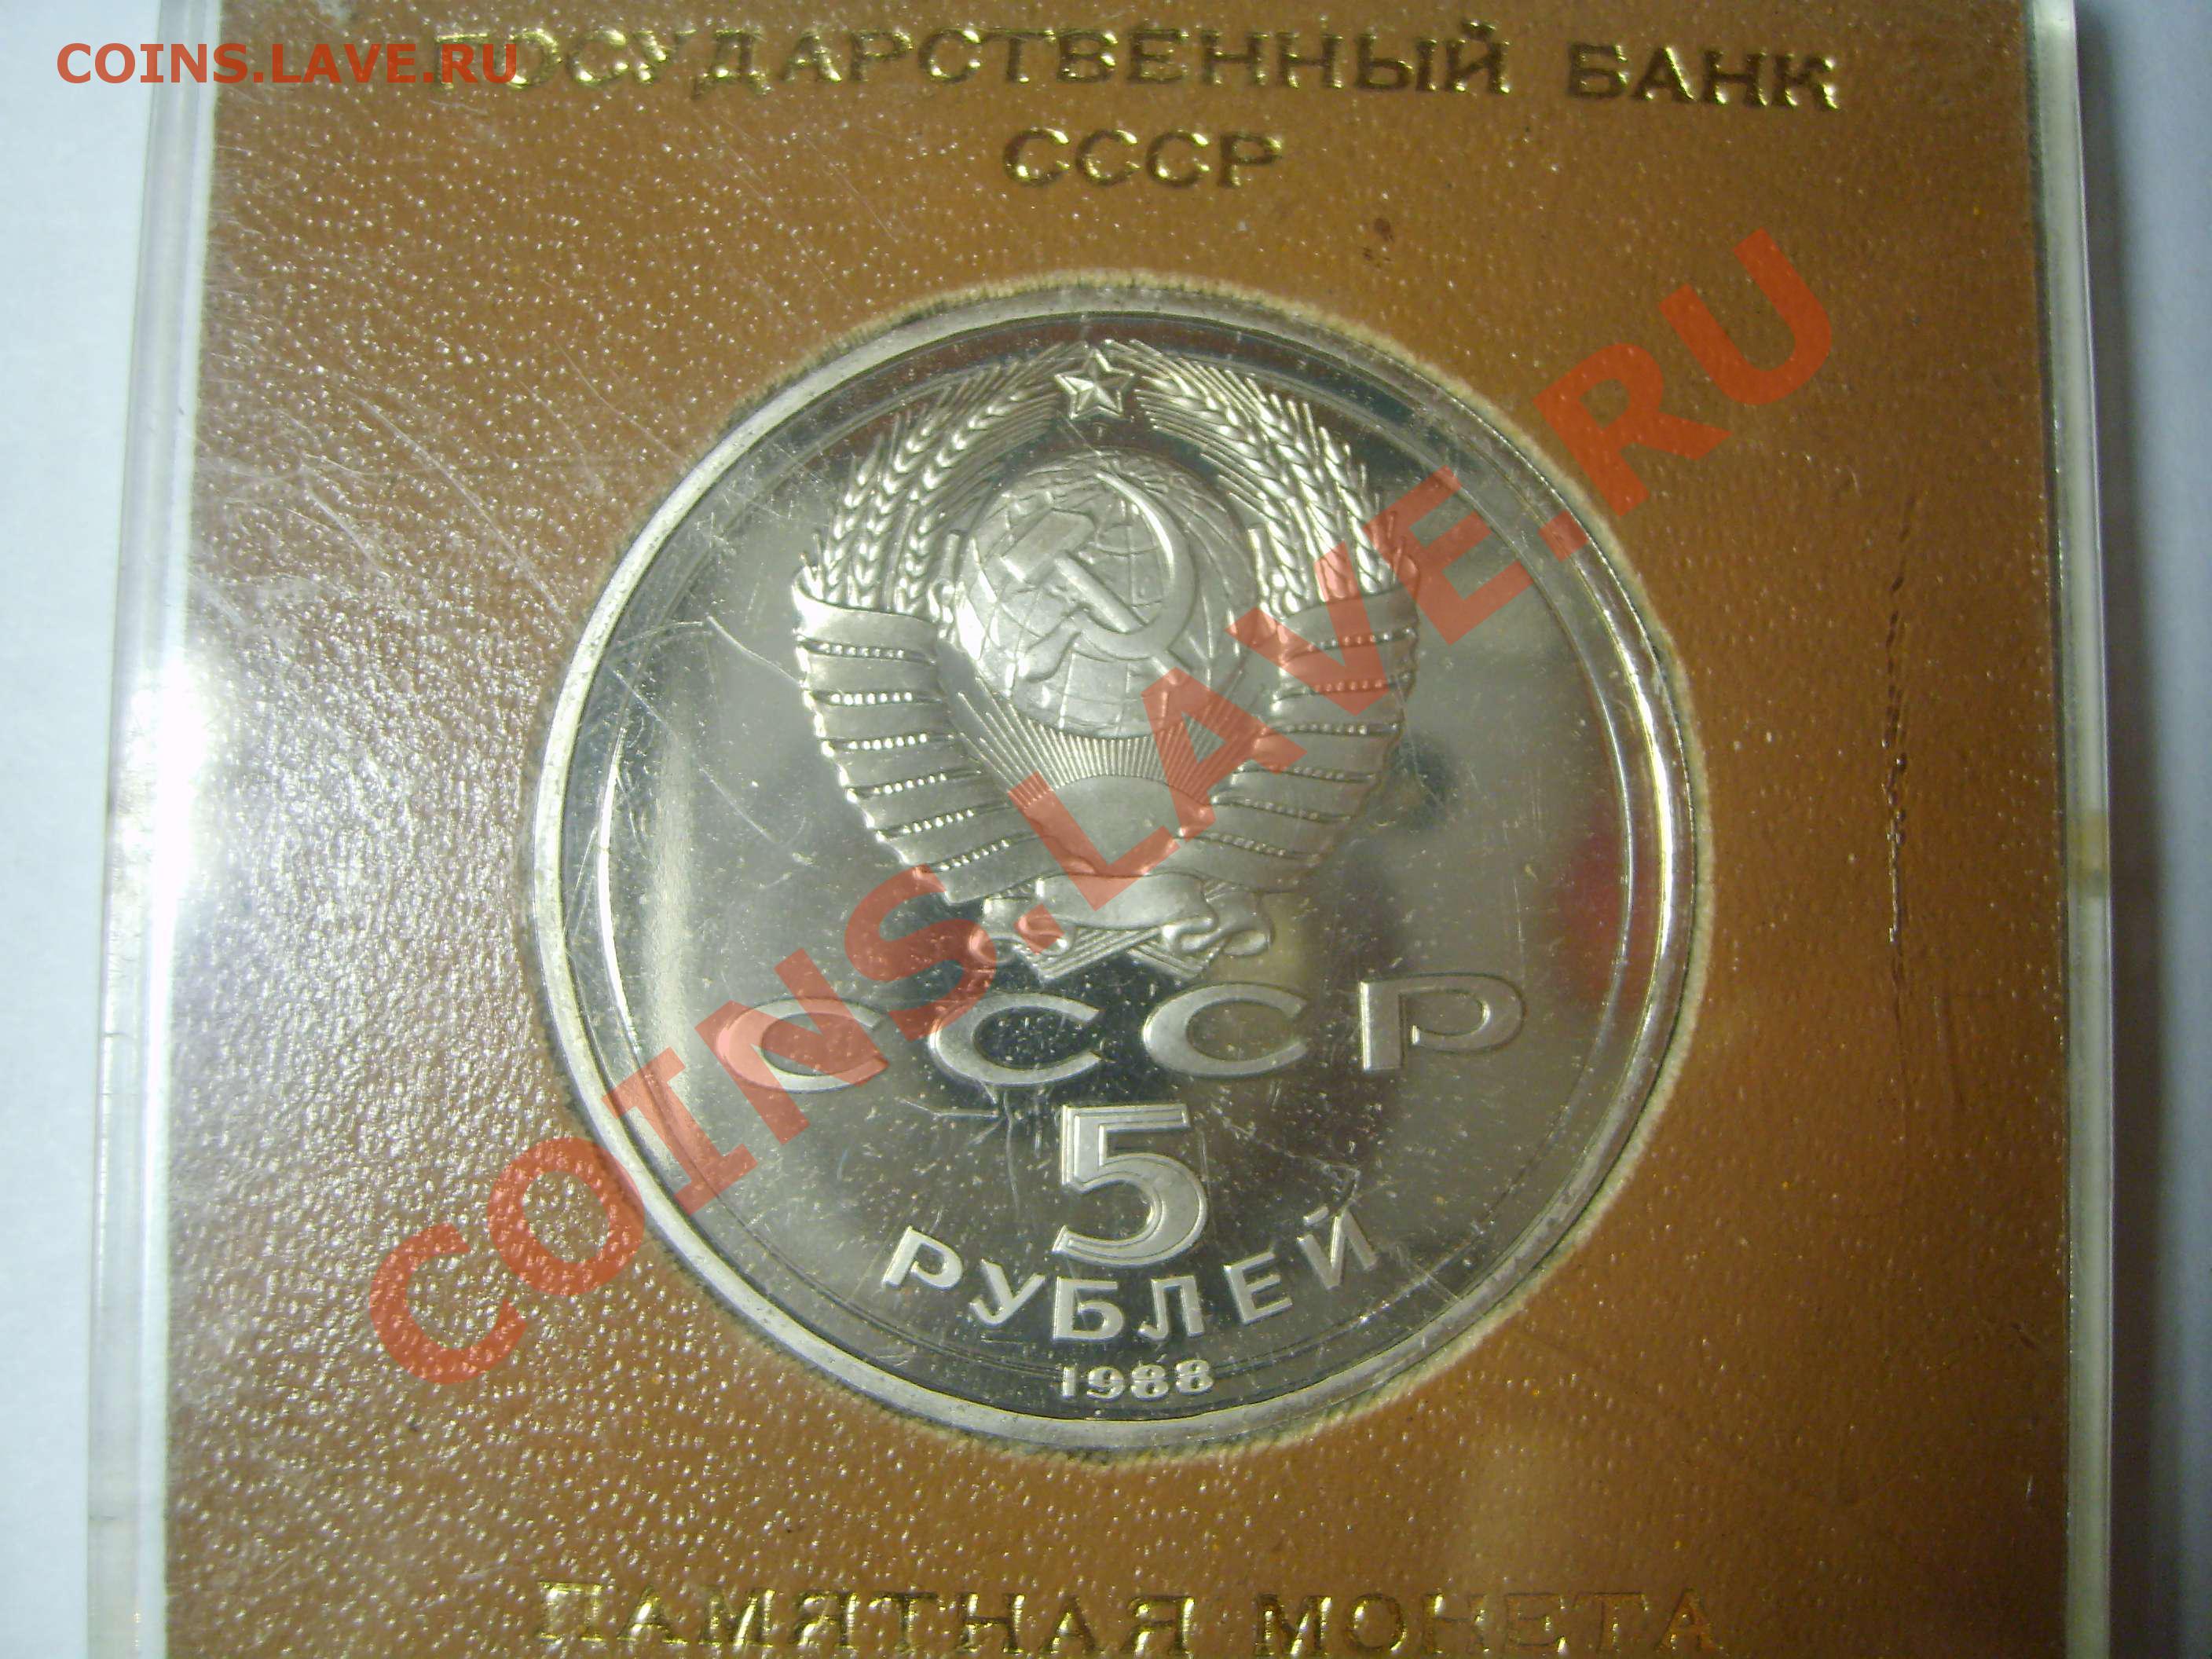 COINS.LAVE.RU
ГОСУДАРСТВЕННЫЙ БАНК
СССР
COINS.LAVE.RU
СССР
5
РУБЛЕЙ
1988
ПАМЯТНАЯ МОНЕТА